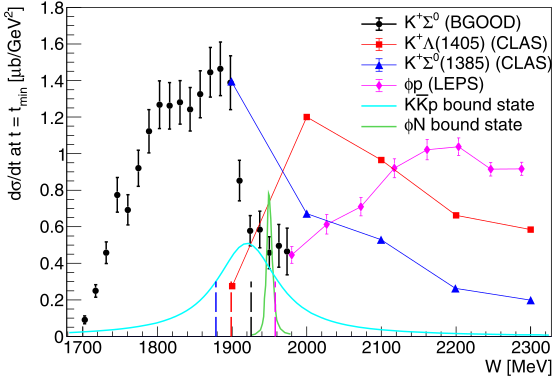 dσ/dt at t = t_min [μb/GeV²]
1.8
1.6
1.4
1.2
1
0.8
0.6
0.4
0.2
0
1700 1800 1900 2000 2100 2200 2300
W [MeV]
K⁺Σ⁰ (BGOOD)
K⁺Λ(1405) (CLAS)
K⁺Σ⁰(1385) (CLAS)
ϕp (LEPS)
KK̅p bound state
ϕN bound state